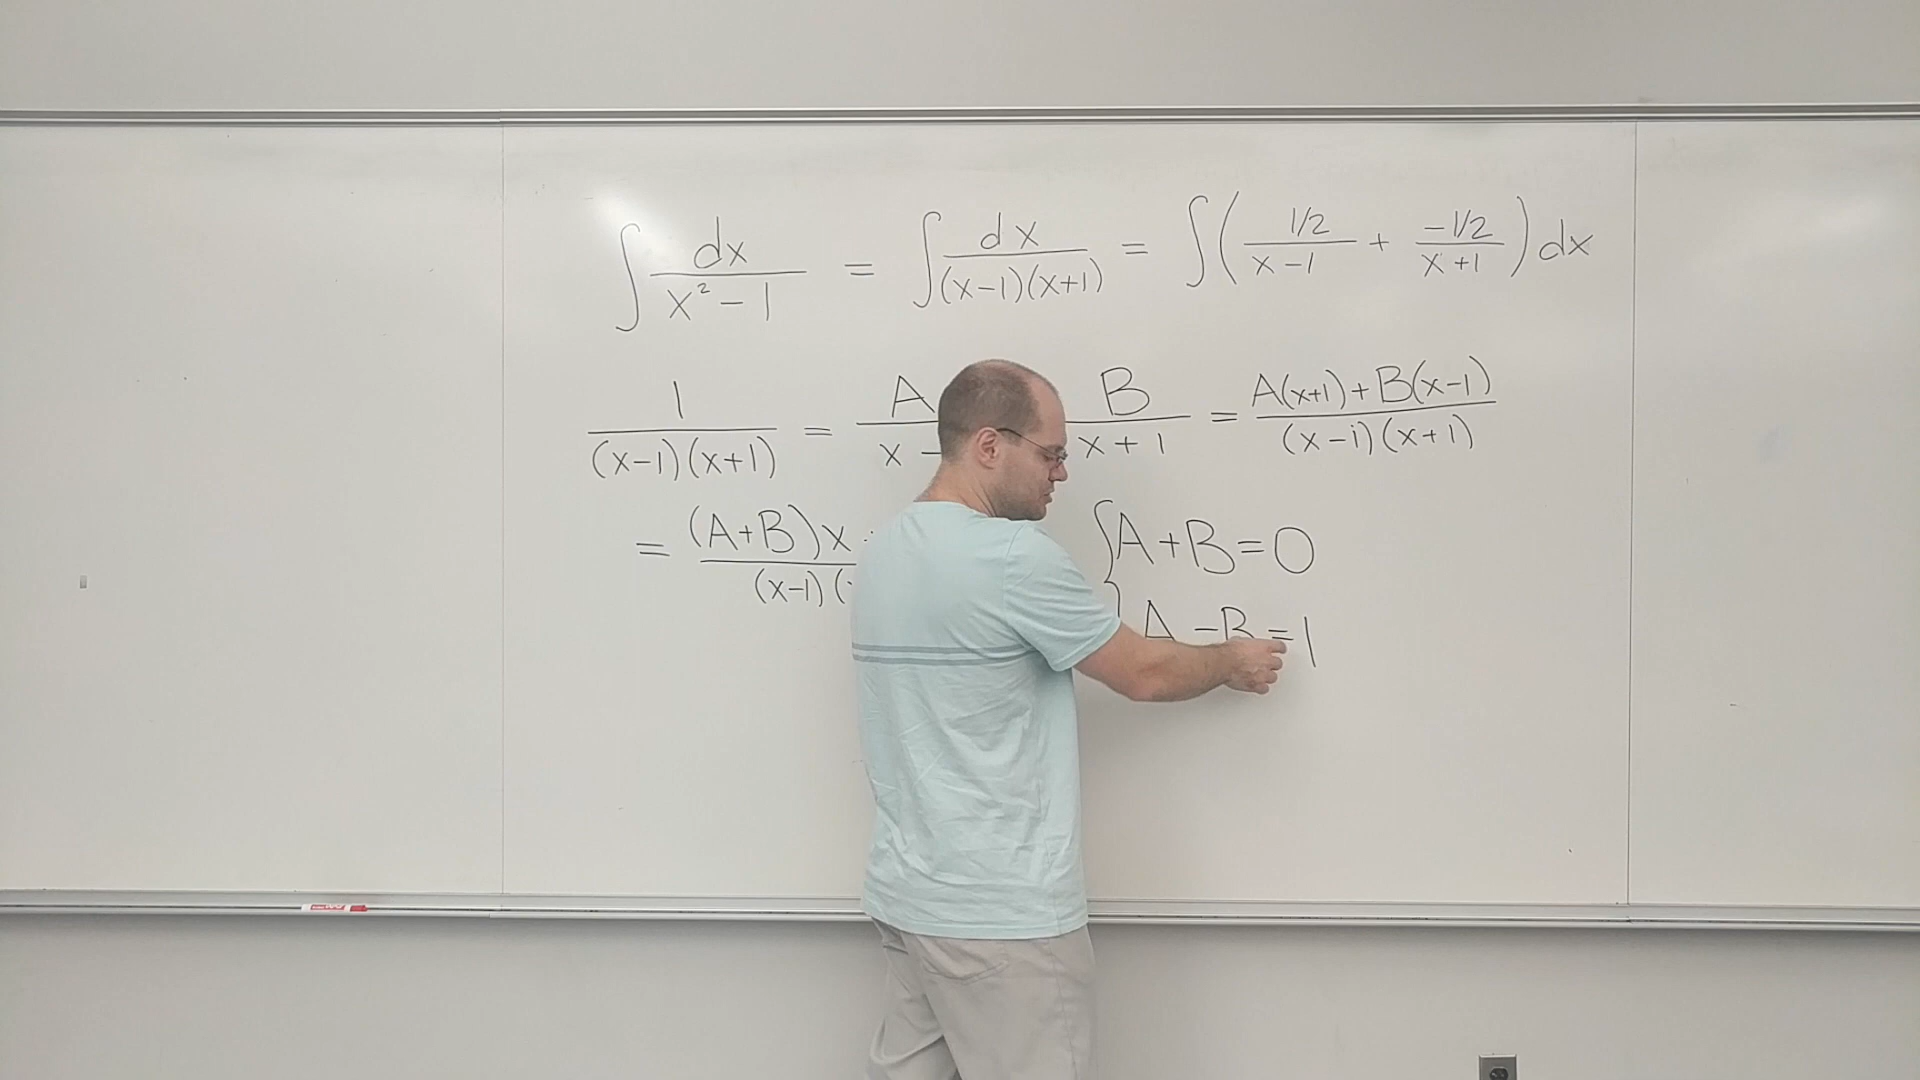 ∫ dx/(x² − 1) = ∫ dx/((x−1)(x+1)) = ∫ ( (1/2)/(x−1) + (−1/2)/(x+1) ) dx
1/((x−1)(x+1)) = A/(x − B/(x + 1) = (A(x+1) + B(x−1))/((x−1)(x+1))
= (A+B)x /((x−1)(
{ A + B = 0
A − B = 1